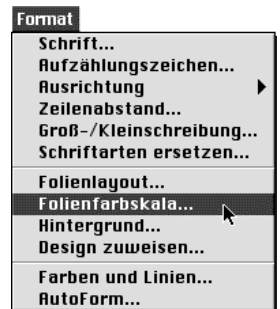 Format
Schrift...
Aufzählungszeichen...
Ausrichtung
Zeilenabstand...
Groß-/Kleinschreibung...
Schriftarten ersetzen...
Folienlayout...
Folienfarbskala...
Hintergrund...
Design zuweisen...
Farben und Linien...
AutoForm...